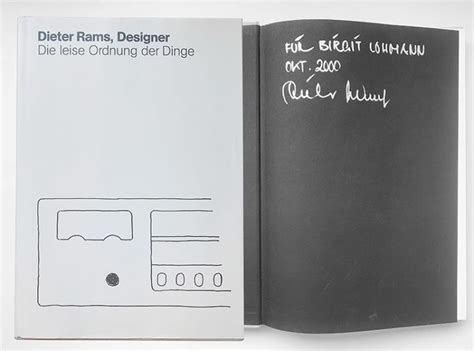 Dieter Rams, Designer
Die leise Ordnung der Dinge
FÜR BIRGIT LOHMANN
OKT. 2000